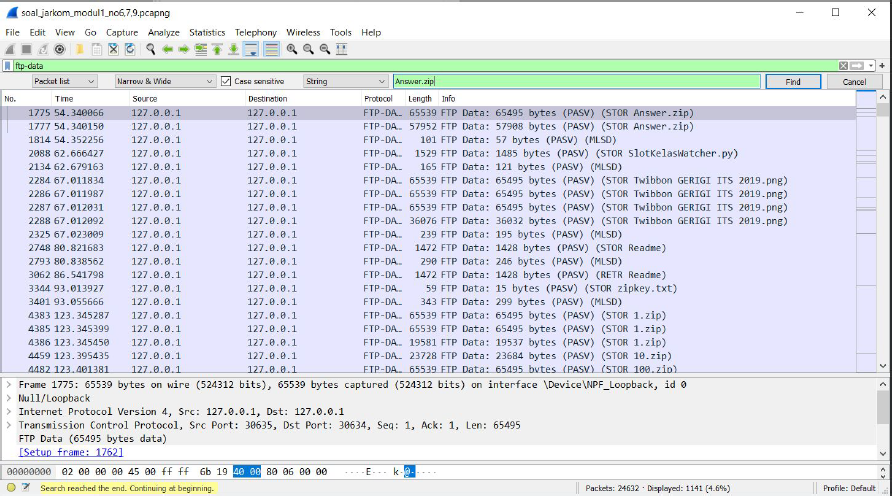 soal_jarkom_modul1_no6,7,9.pcapng
File Edit View Go Capture Analyze Statistics Telephony Wireless Tools Help
ftp-data
Packet list Narrow & Wide Case sensitive String Answer.zip Find Cancel
No. Time Source Destination Protocol Length Info
1775 54.340066 127.0.0.1 127.0.0.1 FTP-DA… 65539 FTP Data: 65495 bytes (PASV) (STOR Answer.zip)
1777 54.340150 127.0.0.1 127.0.0.1 FTP-DA… 57952 FTP Data: 57908 bytes (PASV) (STOR Answer.zip)
1814 54.352256 127.0.0.1 127.0.0.1 FTP-DA… 101 FTP Data: 57 bytes (PASV) (MLSD)
2088 62.666427 127.0.0.1 127.0.0.1 FTP-DA… 1529 FTP Data: 1485 bytes (PASV) (STOR SlotKelasWatcher.py)
2134 62.679163 127.0.0.1 127.0.0.1 FTP-DA… 165 FTP Data: 121 bytes (PASV) (MLSD)
2284 67.011834 127.0.0.1 127.0.0.1 FTP-DA… 65539 FTP Data: 65495 bytes (PASV) (STOR Twibbon GERIGI ITS 2019.png)
2286 67.011987 127.0.0.1 127.0.0.1 FTP-DA… 65539 FTP Data: 65495 bytes (PASV) (STOR Twibbon GERIGI ITS 2019.png)
2287 67.012031 127.0.0.1 127.0.0.1 FTP-DA… 65539 FTP Data: 65495 bytes (PASV) (STOR Twibbon GERIGI ITS 2019.png)
2288 67.012092 127.0.0.1 127.0.0.1 FTP-DA… 36076 FTP Data: 36032 bytes (PASV) (STOR Twibbon GERIGI ITS 2019.png)
2325 67.023009 127.0.0.1 127.0.0.1 FTP-DA… 239 FTP Data: 195 bytes (PASV) (MLSD)
2748 80.821683 127.0.0.1 127.0.0.1 FTP-DA… 1472 FTP Data: 1428 bytes (PASV) (STOR Readme)
2793 80.838562 127.0.0.1 127.0.0.1 FTP-DA… 290 FTP Data: 246 bytes (PASV) (MLSD)
3062 86.541798 127.0.0.1 127.0.0.1 FTP-DA… 1472 FTP Data: 1428 bytes (PASV) (RETR Readme)
3344 93.013927 127.0.0.1 127.0.0.1 FTP-DA… 59 FTP Data: 15 bytes (PASV) (STOR zipkey.txt)
3401 93.055666 127.0.0.1 127.0.0.1 FTP-DA… 343 FTP Data: 299 bytes (PASV) (MLSD)
4383 123.345287 127.0.0.1 127.0.0.1 FTP-DA… 65539 FTP Data: 65495 bytes (PASV) (STOR 1.zip)
4385 123.345399 127.0.0.1 127.0.0.1 FTP-DA… 65539 FTP Data: 65495 bytes (PASV) (STOR 1.zip)
4386 123.345450 127.0.0.1 127.0.0.1 FTP-DA… 19581 FTP Data: 19537 bytes (PASV) (STOR 1.zip)
4459 123.395435 127.0.0.1 127.0.0.1 FTP-DA… 23728 FTP Data: 23684 bytes (PASV) (STOR 10.zip)
4482 123.401381 127.0.0.1 127.0.0.1 FTP-DA… 65539 FTP Data: 65495 bytes (PASV) (STOR 100.zip)
Frame 1775: 65539 bytes on wire (524312 bits), 65539 bytes captured (524312 bits) on interface \Device\NPF_Loopback, id 0
Null/Loopback
Internet Protocol Version 4, Src: 127.0.0.1, Dst: 127.0.0.1
Transmission Control Protocol, Src Port: 30635, Dst Port: 30634, Seq: 1, Ack: 1, Len: 65495
FTP Data (65495 bytes data)
[Setup frame: 1762]
00000000 02 00 00 00 45 00 ff ff 6b 19 40 00 80 06 00 00 ····E··· k·@·····
Search reached the end. Continuing at beginning. Packets: 24632 · Displayed: 1141 (4.6%) Profile: Default